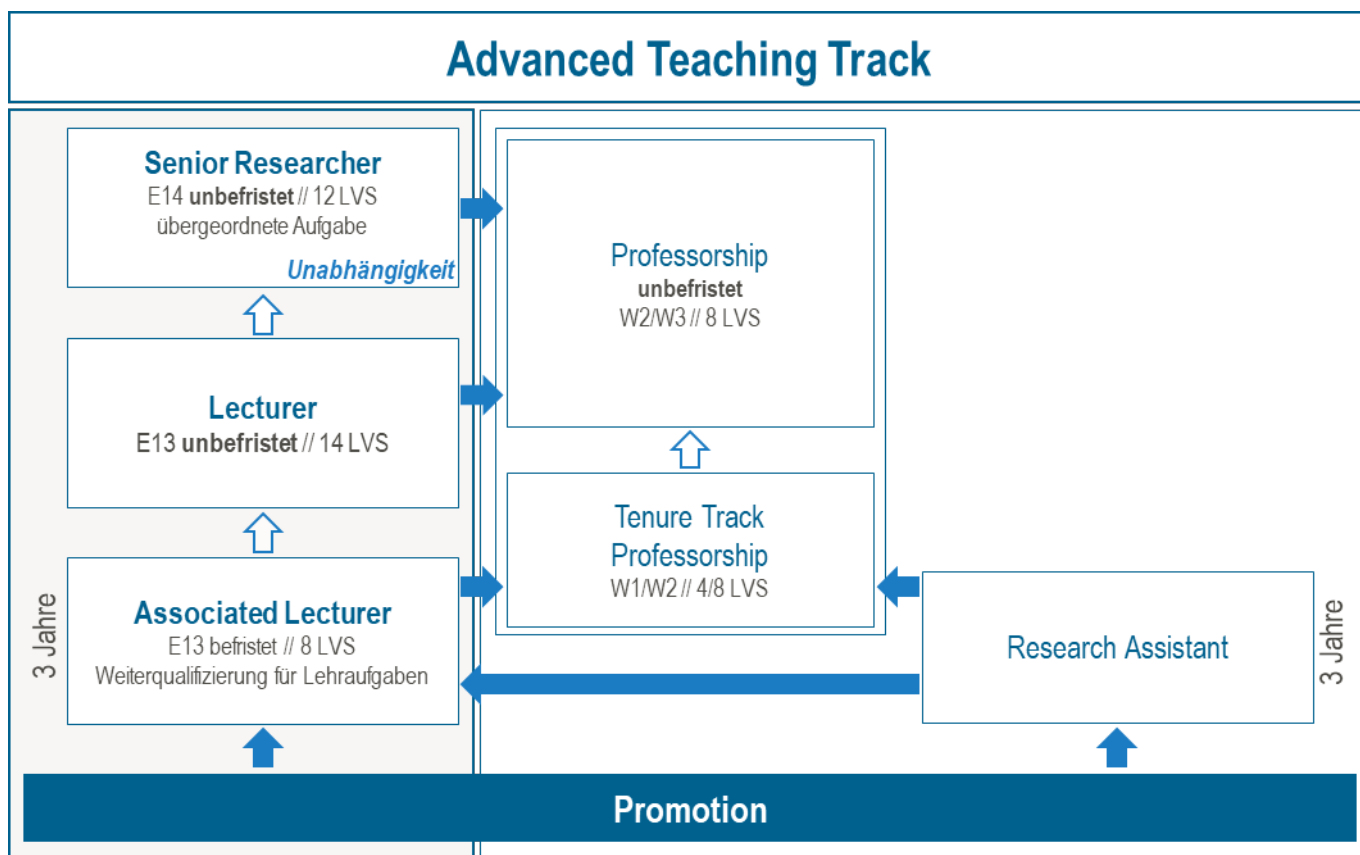 Advanced Teaching Track
Senior Researcher
E14 unbefristet // 12 LVS
übergeordnete Aufgabe
Unabhängigkeit
Lecturer
E13 unbefristet // 14 LVS
3 Jahre
Associated Lecturer
E13 befristet // 8 LVS
Weiterqualifizierung für Lehraufgaben
Professorship
unbefristet
W2/W3 // 8 LVS
Tenure Track
Professorship
W1/W2 // 4/8 LVS
Research Assistant
3 Jahre
Promotion